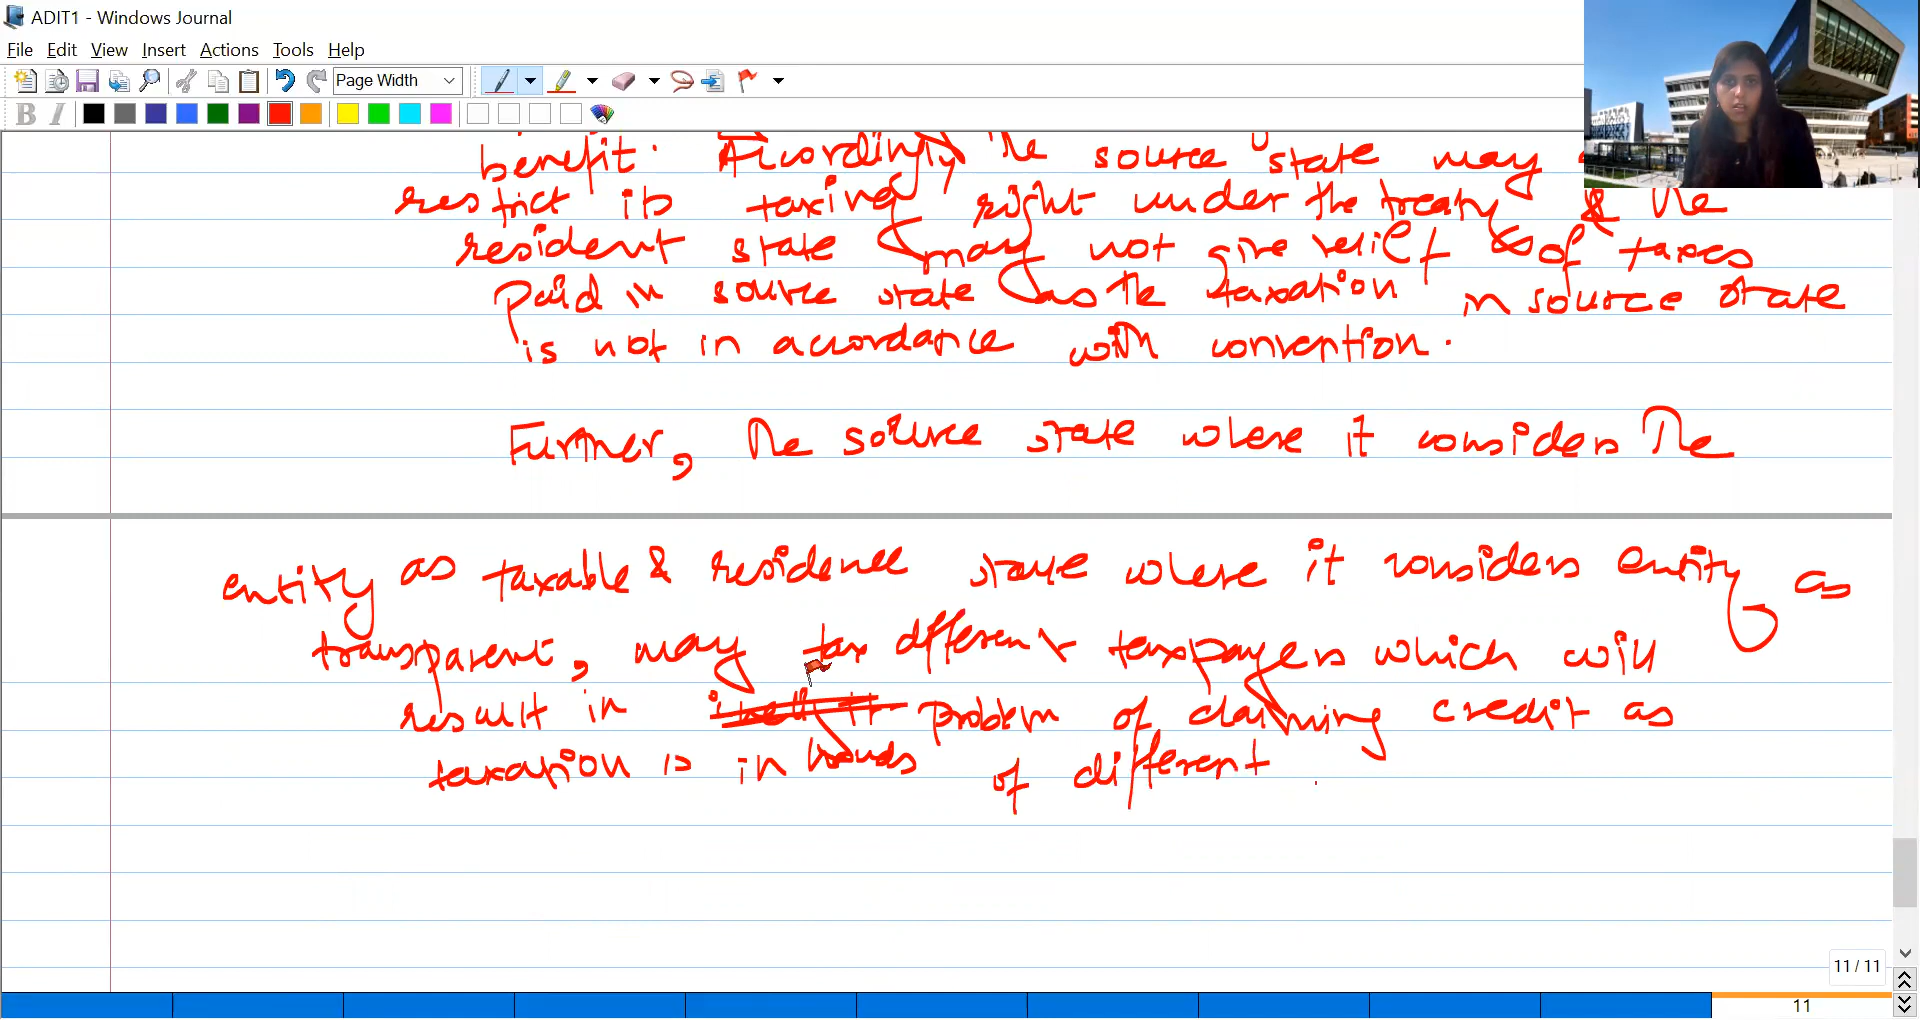 ADIT1 - Windows Journal
File Edit View Insert Actions Tools Help
Page Width
B I
benefit. Accordingly the source state may
restrict its taxing right under the treaty & the
resident state may not give relief of taxes
paid in source state as the taxation in source state
is not in accordance with convention.
Further, the source state where it considers the
entity as taxable & residence state where it considers entity as
transparent, may tax different taxpayers which will
result in problem of claiming credit as
taxation is in hands of different
11 / 11
11